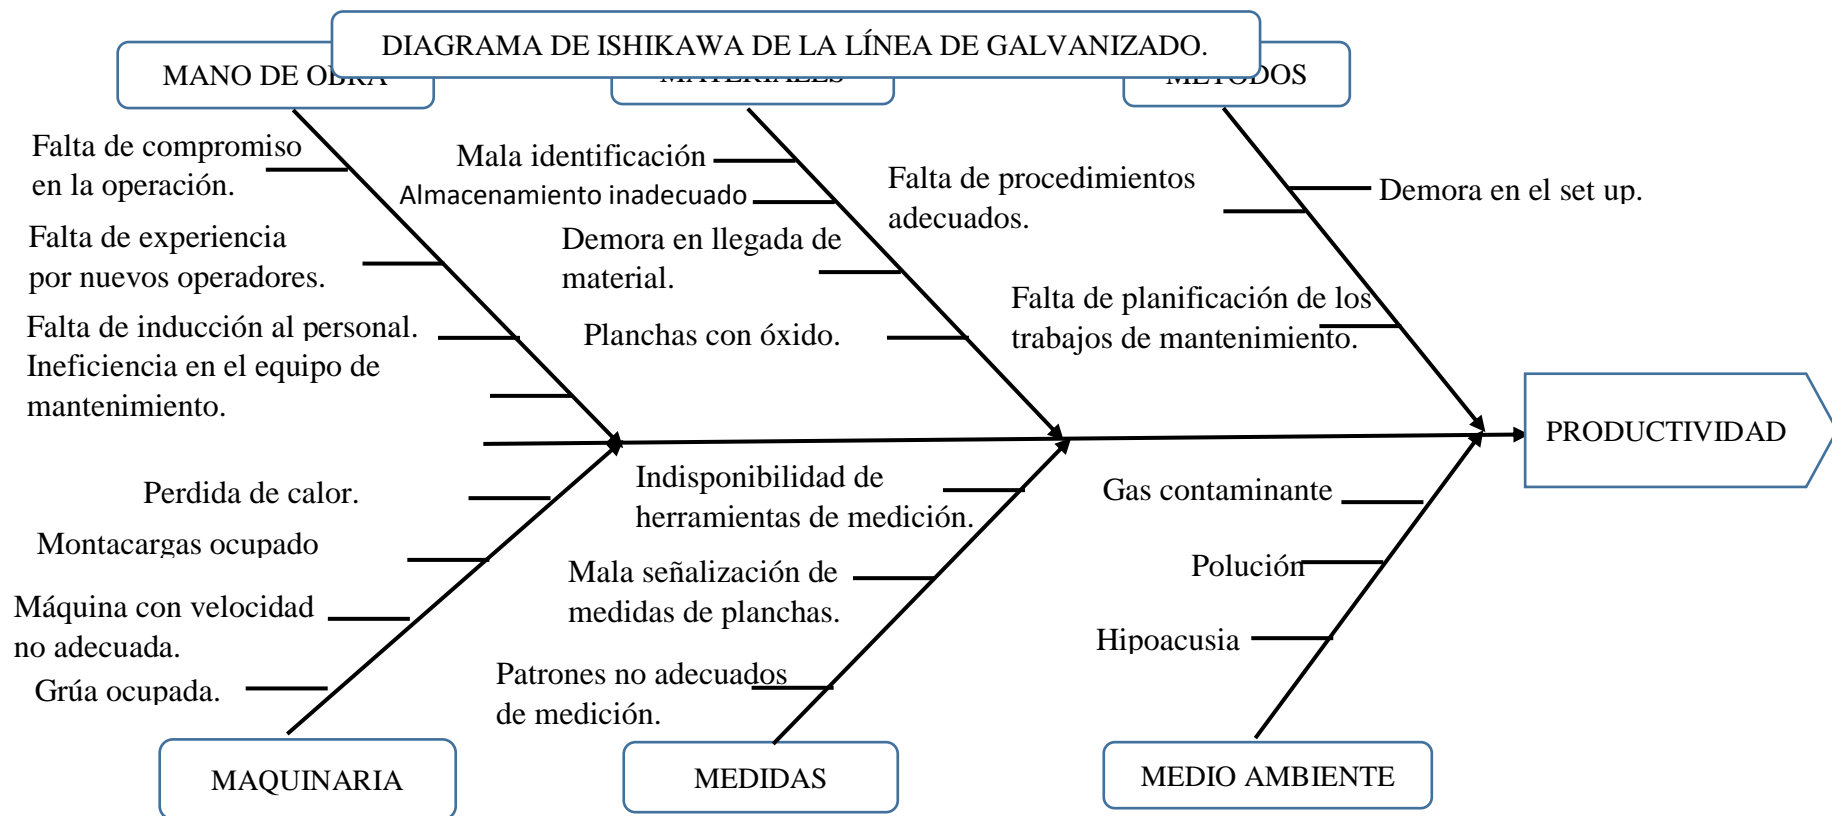 DIAGRAMA DE ISHIKAWA DE LA LÍNEA DE GALVANIZADO.
MANO DE OBRA
MATERIALES
MÉTODOS
Falta de compromiso
en la operación.
Falta de experiencia
por nuevos operadores.
Falta de inducción al personal.
Ineficiencia en el equipo de
mantenimiento.
Mala identificación
Almacenamiento inadecuado
Demora en llegada de
material.
Planchas con óxido.
Falta de procedimientos
adecuados.
Demora en el set up.
Falta de planificación de los
trabajos de mantenimiento.
PRODUCTIVIDAD
Perdida de calor.
Montacargas ocupado
Máquina con velocidad
no adecuada.
Grúa ocupada.
Indisponibilidad de
herramientas de medición.
Mala señalización de
medidas de planchas.
Patrones no adecuados
de medición.
Gas contaminante
Polución
Hipoacusia
MAQUINARIA
MEDIDAS
MEDIO AMBIENTE